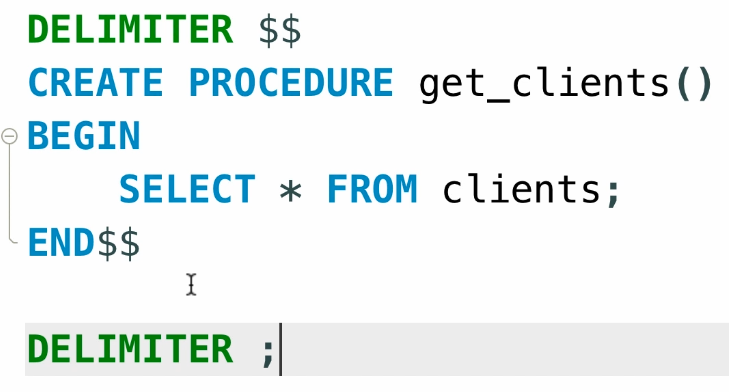 DELIMITER $$
CREATE PROCEDURE get_clients()
BEGIN
    SELECT * FROM clients;
END$$
DELIMITER ;